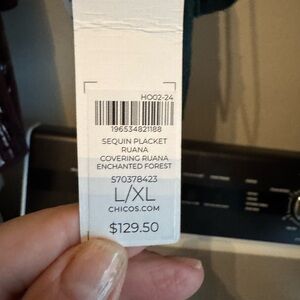 HO02-24
196534821188
SEQUIN PLACKET
RUANA
COVERING RUANA
ENCHANTED FOREST
570378423
L/XL
CHICOS.COM
$129.50